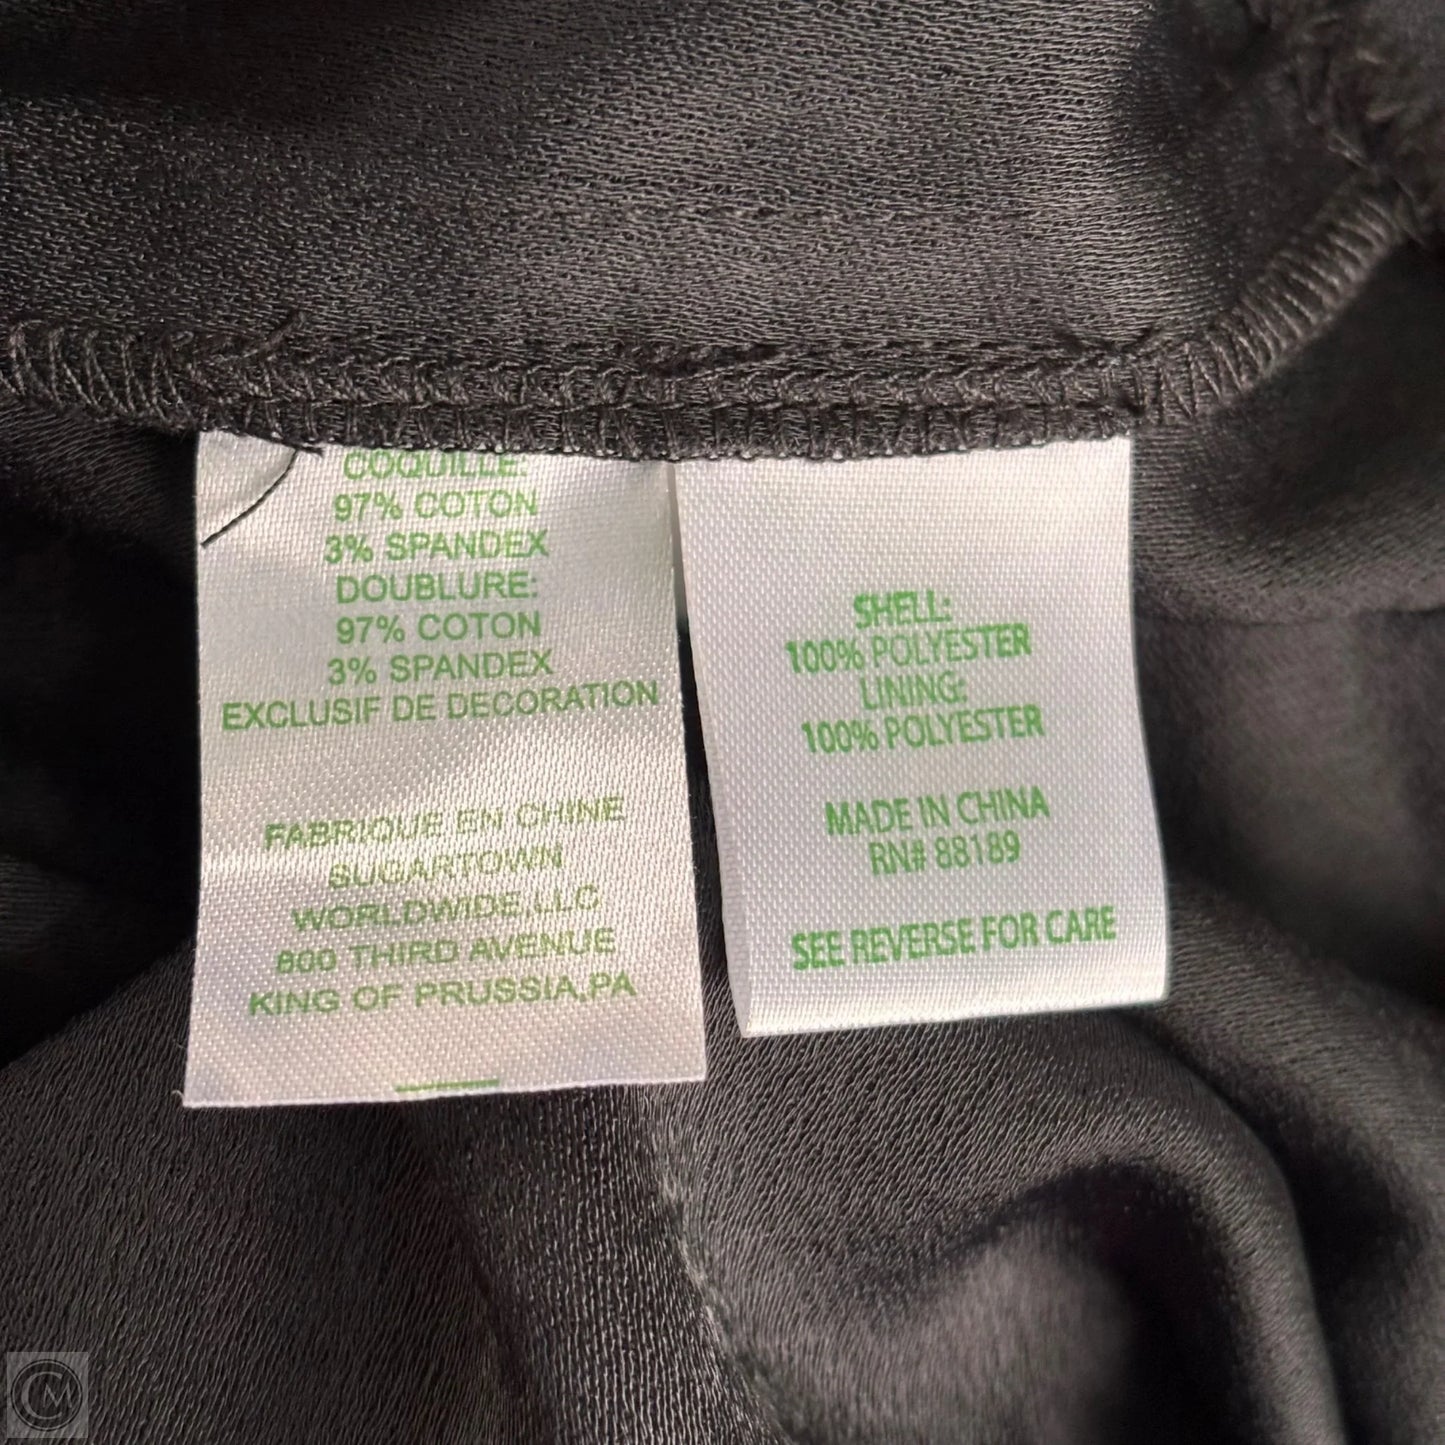 COQUILLE:
97% COTON
3% SPANDEX
DOUBLURE:
97% COTON
3% SPANDEX
EXCLUSIF DE DECORATION
FABRIQUE EN CHINE
SUGARTOWN
WORLDWIDE,LLC
800 THIRD AVENUE
KING OF PRUSSIA,PA
SHELL:
100% POLYESTER
LINING:
100% POLYESTER
MADE IN CHINA
RN# 88189
SEE REVERSE FOR CARE
CM